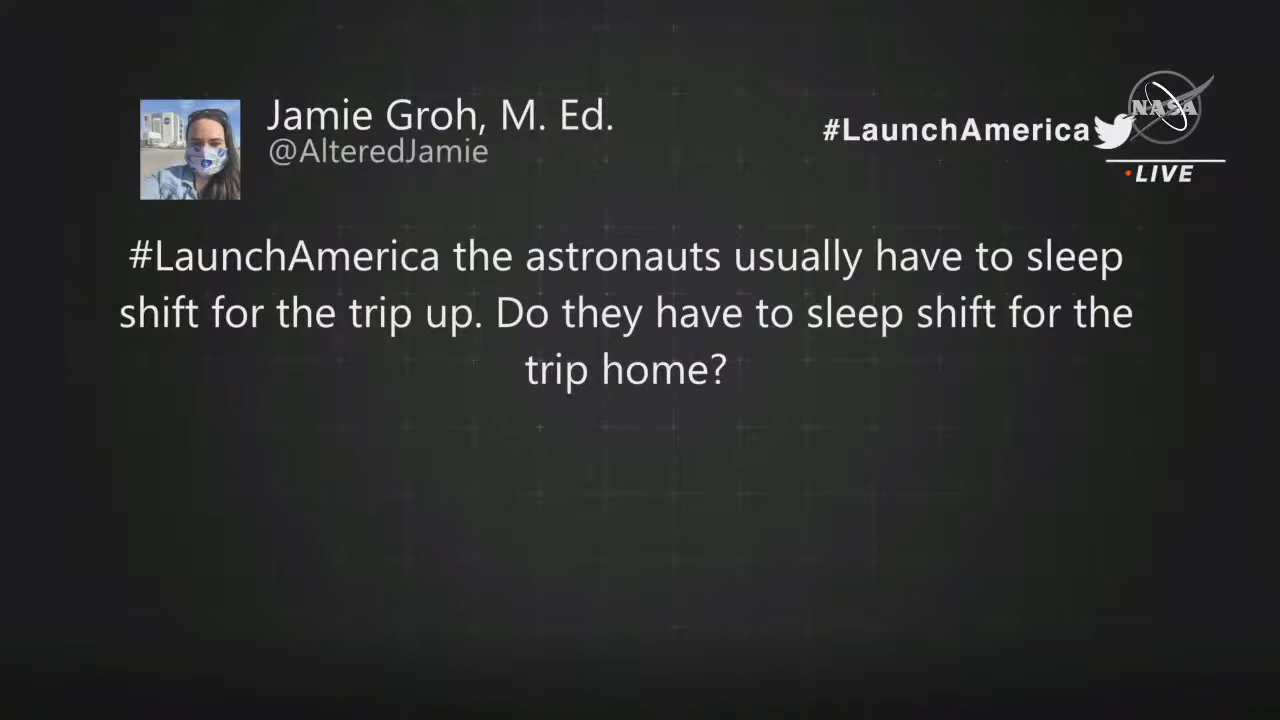 Jamie Groh, M. Ed.
@AlteredJamie
#LaunchAmerica
NASA
LIVE
#LaunchAmerica the astronauts usually have to sleep
shift for the trip up. Do they have to sleep shift for the
trip home?